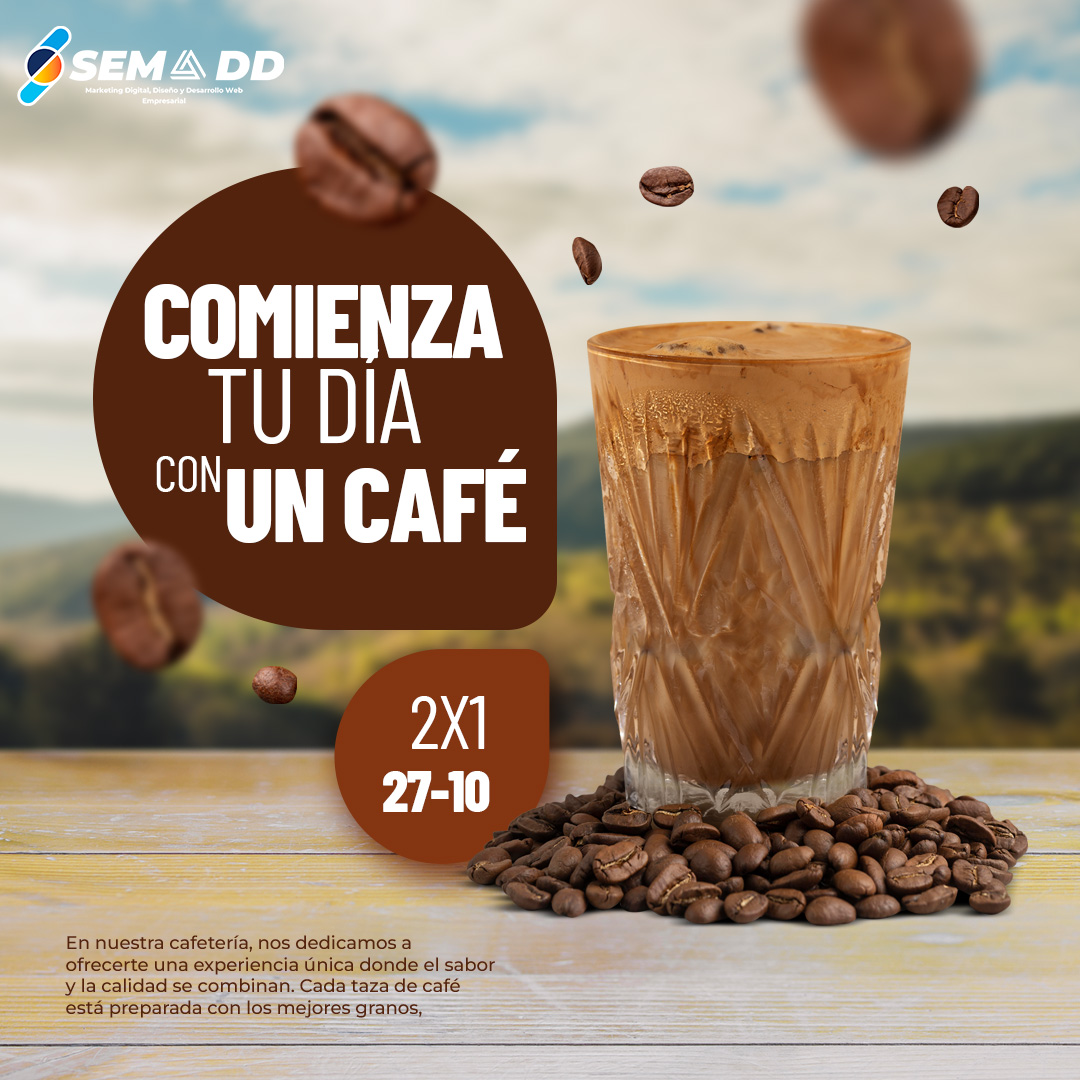 SEMADD
Marketing Digital, Diseño y Desarrollo Web
Empresarial
COMIENZA
TU DÍA
CON UN CAFÉ
2X1
27-10
En nuestra cafetería, nos dedicamos a
ofrecerte una experiencia única donde el sabor
y la calidad se combinan. Cada taza de café
está preparada con los mejores granos,